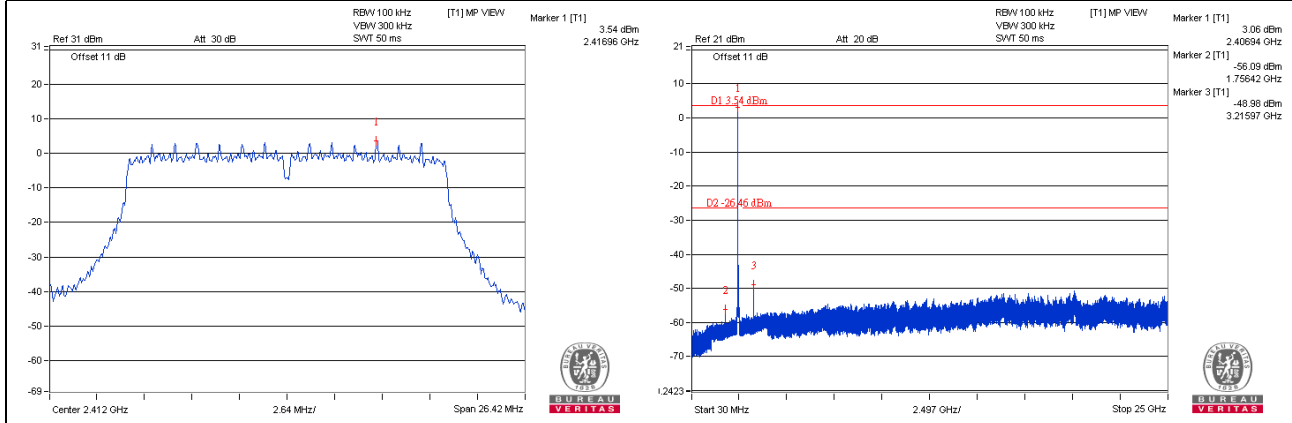 RBW 100 kHz [T1] MP VIEW
VBW 300 kHz
Ref 31 dBm Att 30 dB SWT 50 ms
Marker 1 [T1]
3.54 dBm
2.41696 GHz
31
Offset 11 dB
20
10
1
1
0
-10
-20
-30
-40
-50
-60
-69
Center 2.412 GHz 2.64 MHz/ Span 26.42 MHz
BUREAU VERITAS
1828
BUREAU
VERITAS
RBW 100 kHz [T1] MP VIEW
VBW 300 kHz
Ref 21 dBm Att 20 dB SWT 50 ms
Marker 1 [T1]
3.06 dBm
2.40694 GHz
Marker 2 [T1]
-56.09 dBm
1.75642 GHz
Marker 3 [T1]
-48.98 dBm
3.21597 GHz
21
Offset 11 dB
10
1
D1 3.54 dBm
0
-10
-20
D2 -26.46 dBm
-30
-40
3
-50
2
-60
-70
.2423
Start 30 MHz 2.497 GHz/ Stop 25 GHz
BUREAU VERITAS
1828
BUREAU
VERITAS